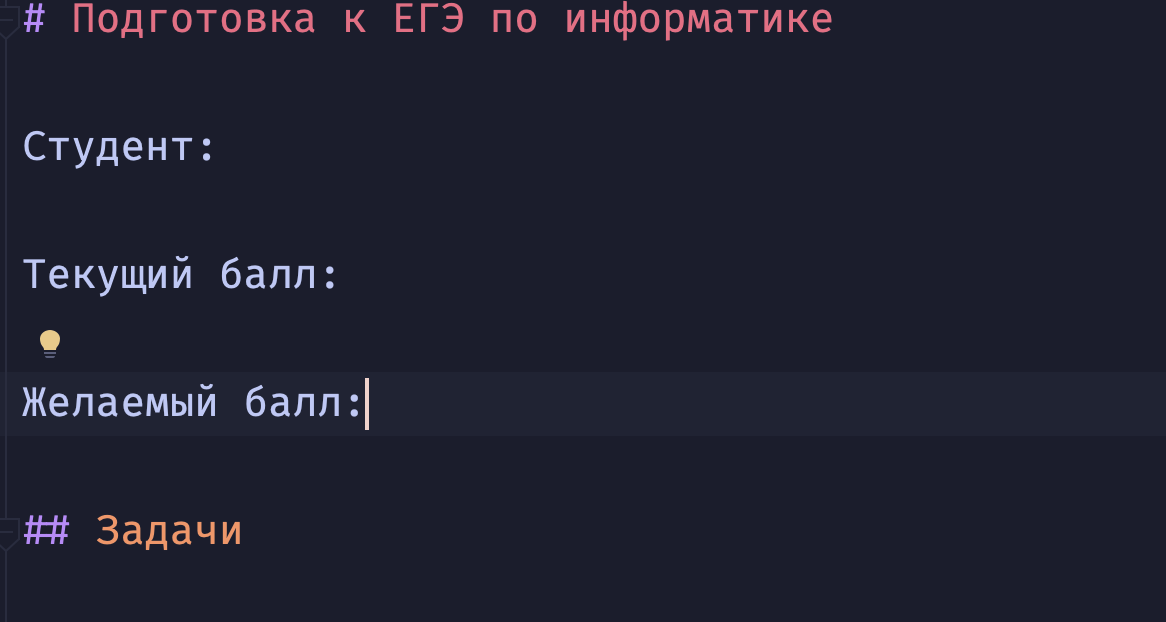 # Подготовка к ЕГЭ по информатике
Студент:
Текущий балл:
Желаемый балл:
## Задачи